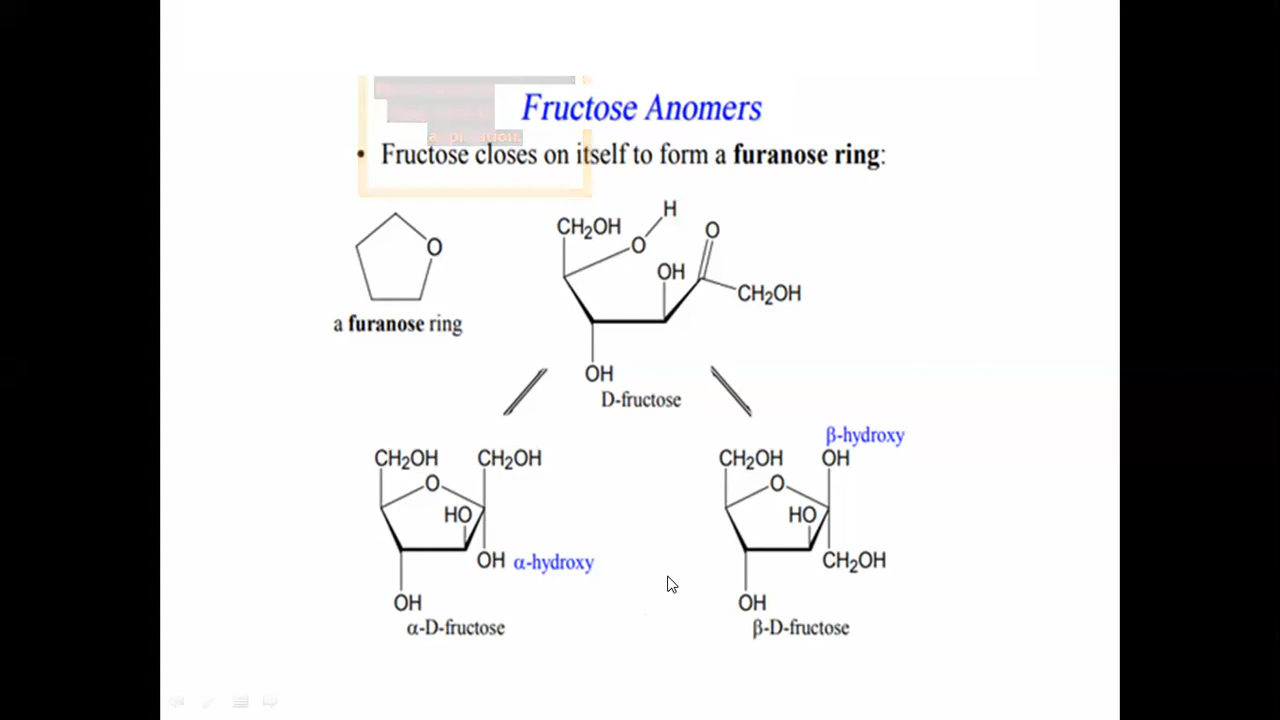 Fructose Anomers
• Fructose closes on itself to form a furanose ring:
H
CH₂OH
O
O
O
OH
CH₂OH
a furanose ring
OH
D-fructose
β-hydroxy
CH₂OH CH₂OH CH₂OH OH
O O
HO HO
OH α-hydroxy CH₂OH
OH OH
α-D-fructose β-D-fructose